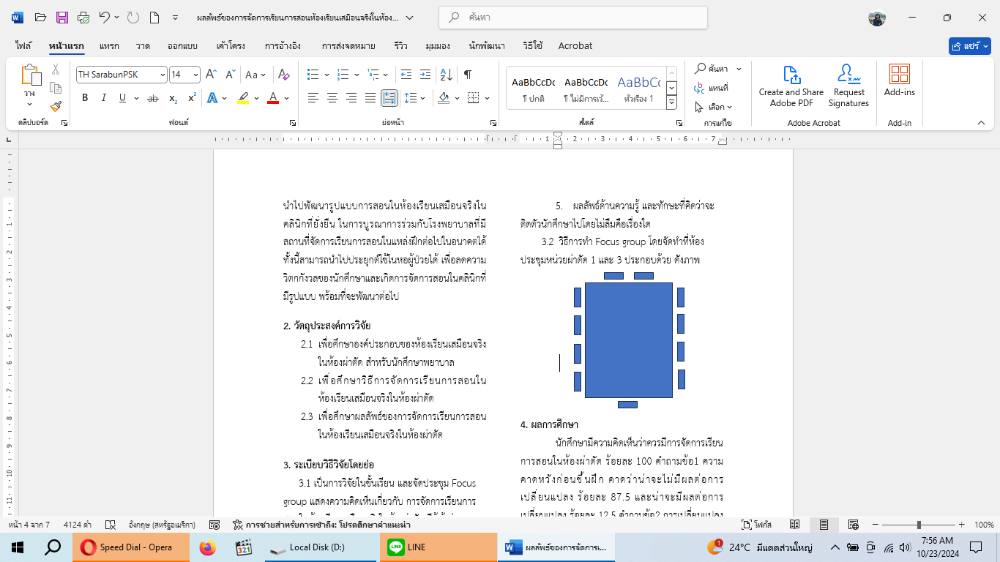 ผลลัพธ์ของการจัดการเรียนการสอนห้องเรียนเสมือนจริงในห้อง...
ค้นหา
ไฟล์ หน้าแรก แทรก วาด ออกแบบ เค้าโครง การอ้างอิง การส่งจดหมาย รีวิว มุมมอง นักพัฒนา วิธีใช้ Acrobat
แชร์
วาง
คลิปบอร์ด
TH SarabunPSK 14
ฟอนต์
ย่อหน้า
AaBbCcDc AaBbCcDc AaBbCc
¶ ปกติ ¶ ไม่มีการเว้... หัวเรื่อง 1
สไตล์
ค้นหา
แทนที่
เลือก
การแก้ไข
Create and Share Adobe PDF
Request Signatures
Adobe Acrobat
Add-ins
Add-in
นำไปพัฒนารูปแบบการสอนในห้องเรียนเสมือนจริงใน
คลินิกที่ยั่งยืน ในการบูรณาการร่วมกับโรงพยาบาลที่มี
สถานที่จัดการเรียนการสอนในแหล่งฝึกต่อไปในอนาคตได้
ทั้งนี้สามารถนำไปประยุกต์ใช้ในหอผู้ป่วยได้ เพื่อลดความ
วิตกกังวลของนักศึกษาและเกิดการจัดการสอนในคลินิกที่
มีรูปแบบ พร้อมที่จะพัฒนาต่อไป
2. วัตถุประสงค์การวิจัย
2.1 เพื่อศึกษาองค์ประกอบของห้องเรียนเสมือนจริง
ในห้องผ่าตัด สำหรับนักศึกษาพยาบาล
2.2 เพื่อศึกษาวิธีการจัดการเรียนการสอนใน
ห้องเรียนเสมือนจริงในห้องผ่าตัด
2.3 เพื่อศึกษาผลลัพธ์ของการจัดการเรียนการสอน
ในห้องเรียนเสมือนจริงในห้องผ่าตัด
3. ระเบียบวิธีวิจัยโดยย่อ
3.1 เป็นการวิจัยในชั้นเรียน และจัดประชุม Focus
group แสดงความคิดเห็นเกี่ยวกับ การจัดการเรียนการ
5. ผลลัพธ์ด้านความรู้ และทักษะที่คิดว่าจะ
ติดตัวนักศึกษาไปโดยไม่ลืมคือเรื่องใด
3.2 วิธีการทำ Focus group โดยจัดทำที่ห้อง
ประชุมหน่วยผ่าตัด 1 และ 3 ประกอบด้วย ดังภาพ
4. ผลการศึกษา
นักศึกษามีความคิดเห็นว่าควรมีการจัดการเรียน
การสอนในห้องผ่าตัด ร้อยละ 100 คำถามข้อ1 ความ
คาดหวังก่อนขึ้นฝึก คาดว่าน่าจะไม่มีผลต่อการ
เปลี่ยนแปลง ร้อยละ 87.5 และน่าจะมีผลต่อการ
เปลี่ยนแปลง ร้อยละ 12.5 คำถามข้อ2 การเปลี่ยนแปลง
หน้า 4 จาก 7 4124 คำ อังกฤษ (สหรัฐอเมริกา) การช่วยสำหรับการเข้าถึง: โปรดศึกษาคำแนะนำ โฟกัส 100%
Speed Dial - Opera
Local Disk (D:)
LINE
ผลลัพธ์ของการจัดการเ...
24°C มีแดดส่วนใหญ่
7:56 AM
10/23/2024